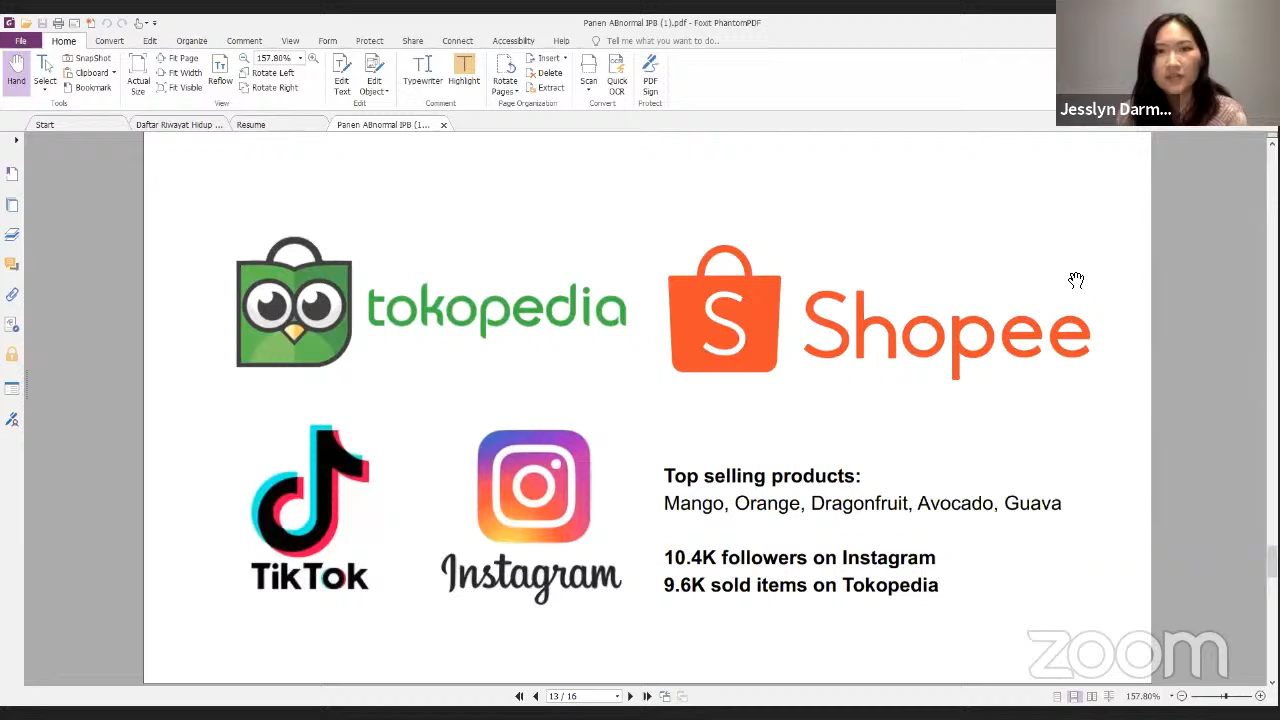 Panen ABnormal IPB (1).pdf - Foxit PhantomPDF
File Home Convert Edit Organize Comment View Form Protect Share Connect Accessibility Help Tell me what you want to do..
Hand
Select
SnapShot
Clipboard
Bookmark
Tools
Actual Size
Fit Page
Fit Width
Fit Visible
Reflow
157.80%
Rotate Left
Rotate Right
View
Edit Text
Edit Object
Edit
Typewriter
Highlight
Comment
Rotate Pages
Insert
Delete
Extract
Page Organization
Scan
Quick OCR
Convert
PDF Sign
Protect
Jesslyn Darm...
Start Daftar Riwayat Hidup ... Resume Panen ABnormal IPB (1...
tokopedia
S Shopee
TikTok
Instagram
Top selling products:
Mango, Orange, Dragonfruit, Avocado, Guava
10.4K followers on Instagram
9.6K sold items on Tokopedia
zoom
13 / 16
157.80%